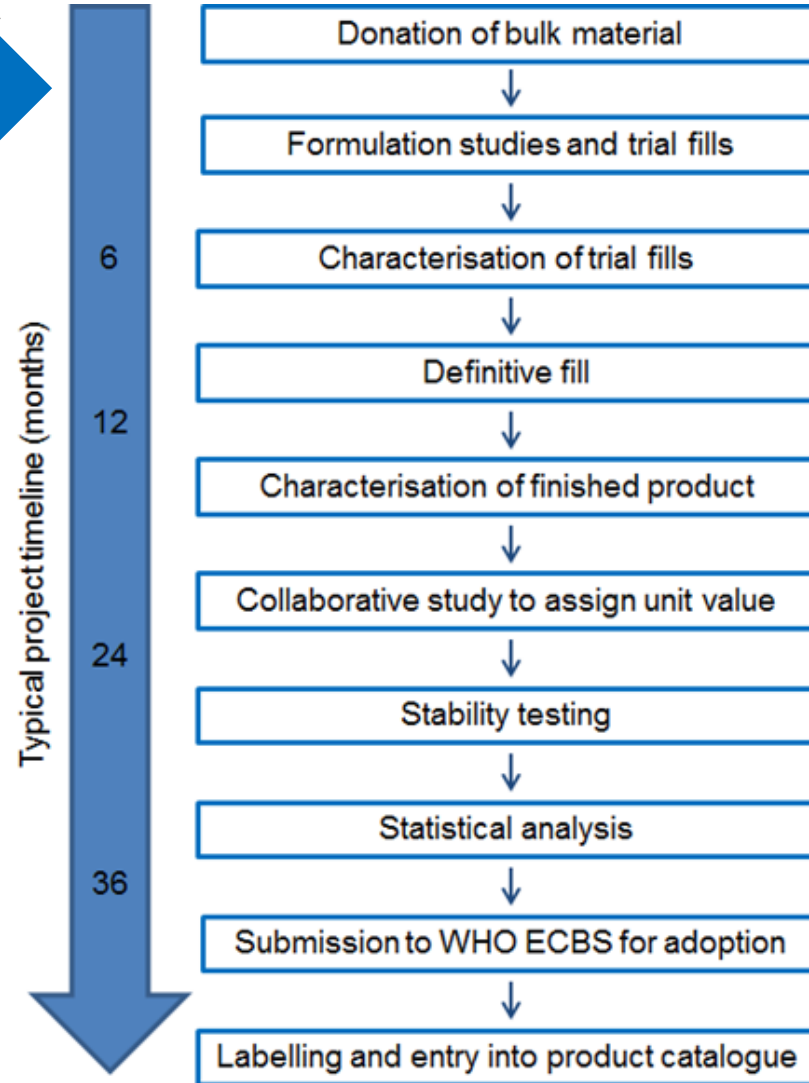 Donation of bulk material
Formulation studies and trial fills
Characterisation of trial fills
Definitive fill
Characterisation of finished product
Collaborative study to assign unit value
Stability testing
Statistical analysis
Submission to WHO ECBS for adoption
Labelling and entry into product catalogue
Typical project timeline (months)
6
12
24
36